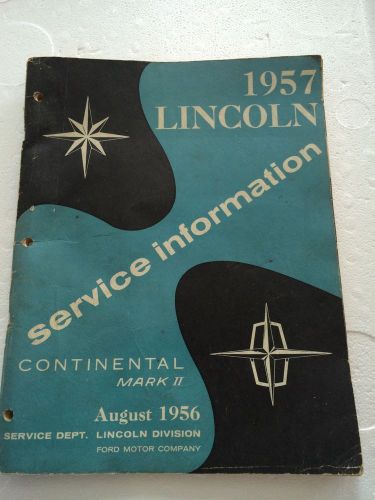 1957
LINCOLN
service information
CONTINENTAL
MARK II
August 1956
SERVICE DEPT. LINCOLN DIVISION
FORD MOTOR COMPANY